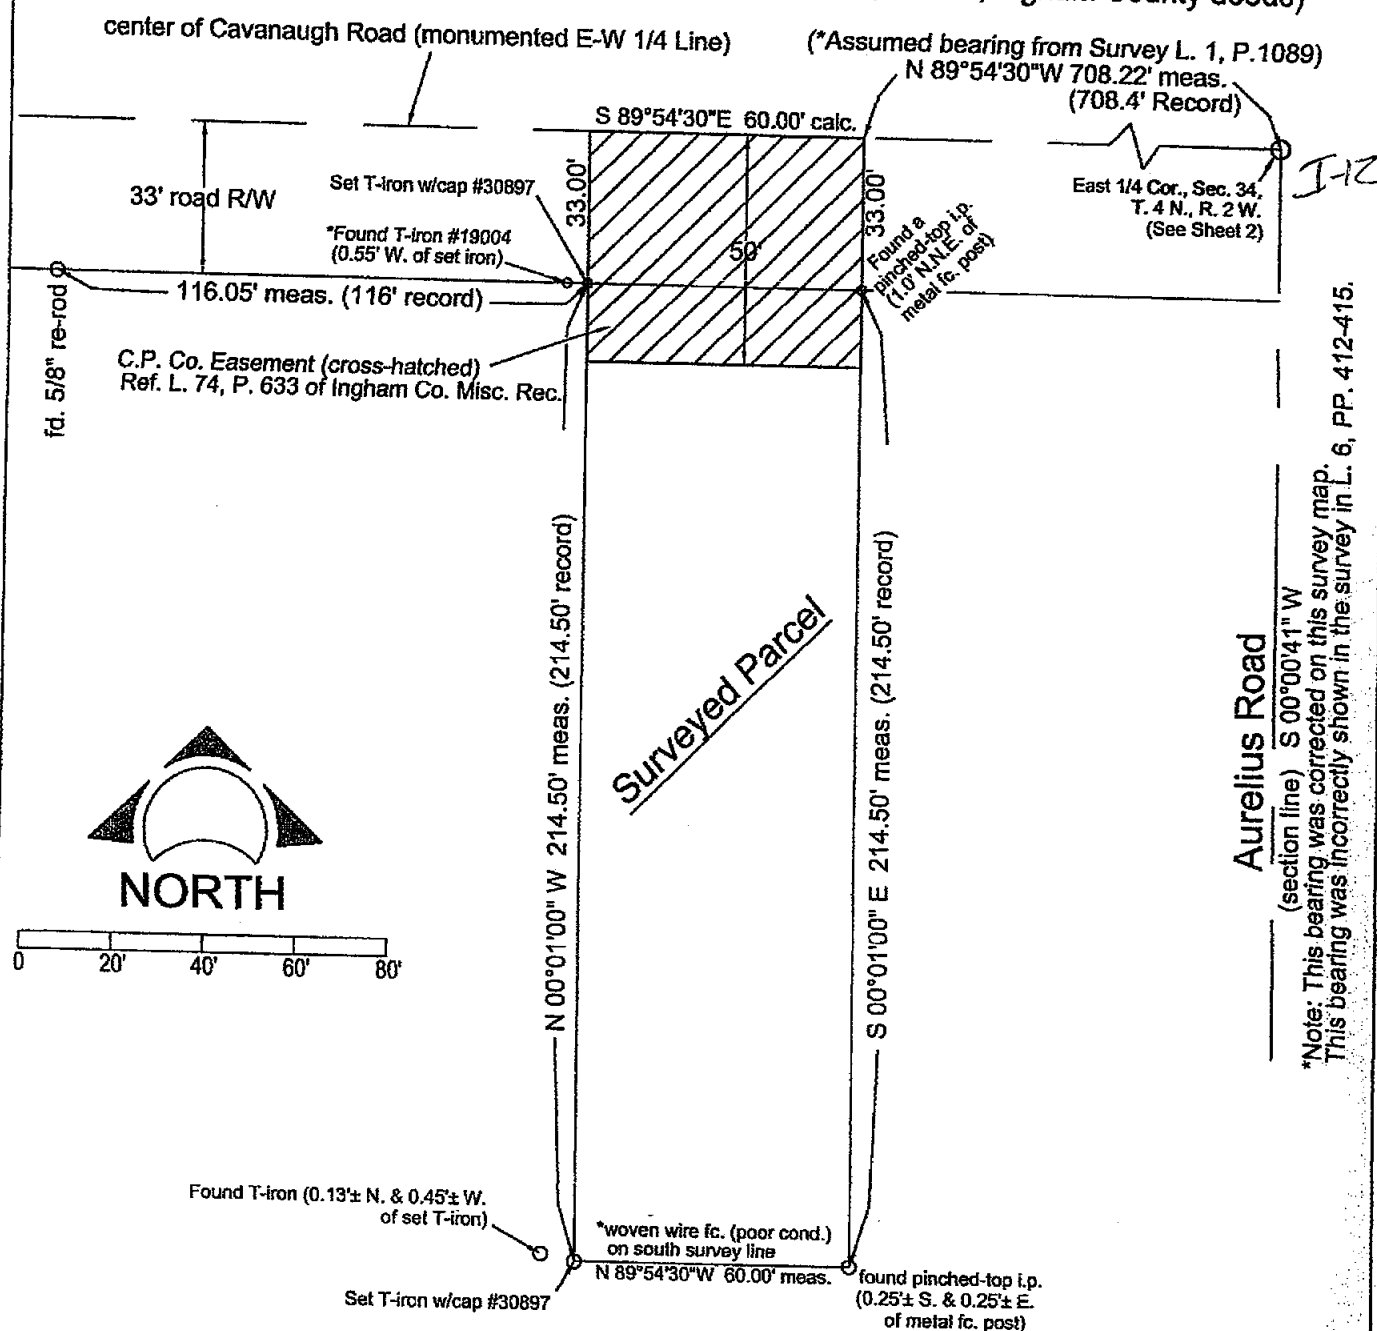 center of Cavanaugh Road (monumented E-W 1/4 Line)
(*Assumed bearing from Survey L. 1, P.1089)
N 89°54'30"W 708.22' meas.
(708.4' Record)
S 89°54'30"E 60.00' calc.
33' road R/W
Set T-iron w/cap #30897
*Found T-iron #19004
(0.55' W. of set iron)
33.00'
50'
33.00'
Found a
pinched-top i.p.
(1.0' N.N.E. of
metal fc. post)
East 1/4 Cor., Sec. 34,
T. 4 N., R. 2 W.
(See Sheet 2)
I-12
116.05' meas. (116' record)
fd. 5/8" re-rod
C.P. Co. Easement (cross-hatched)
Ref. L. 74, P. 633 of Ingham Co. Misc. Rec.
N 00°01'00" W 214.50' meas. (214.50' record)
Surveyed Parcel
S 00°01'00" E 214.50' meas. (214.50' record)
Aurelius Road
(section line) S 00°00'41" W
*Note: This bearing was corrected on this survey map.
This bearing was incorrectly shown in the survey in L. 6, PP. 412-415.
NORTH
0 20' 40' 60' 80'
Found T-iron (0.13'± N. & 0.45'± W.
of set T-iron)
*woven wire fc. (poor cond.)
on south survey line
N 89°54'30"W 60.00' meas.
Set T-iron w/cap #30897
found pinched-top i.p.
(0.25'± S. & 0.25'± E.
of metal fc. post)